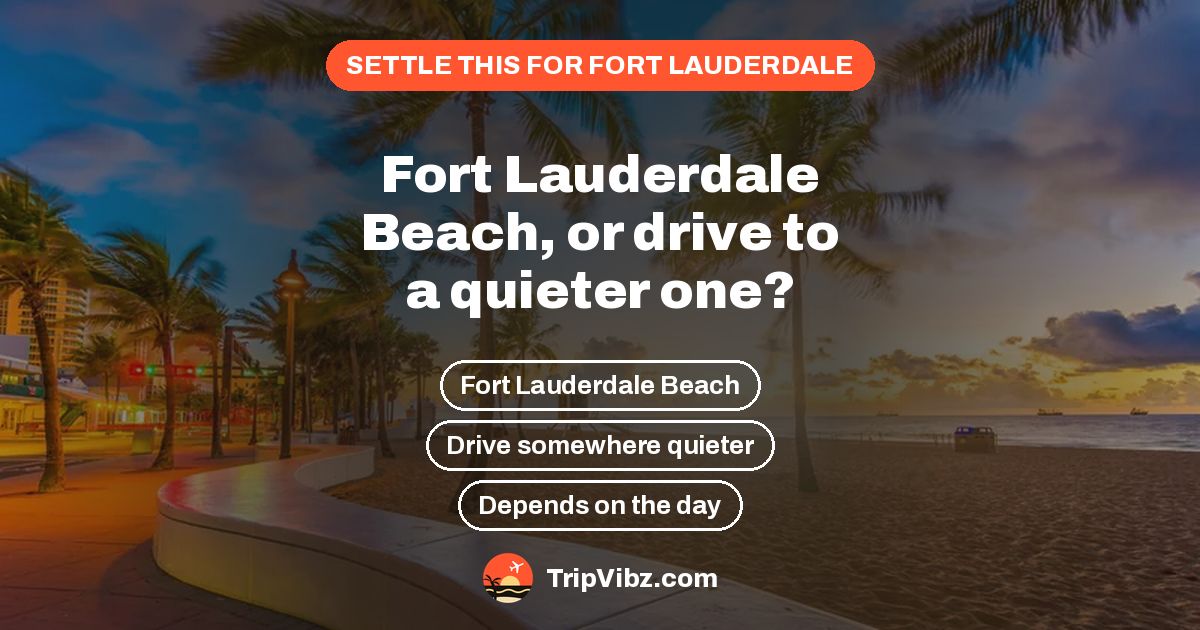 SETTLE THIS FOR FORT LAUDERDALE
Fort Lauderdale
Beach, or drive to
a quieter one?
Fort Lauderdale Beach
Drive somewhere quieter
Depends on the day
TripVibz.com